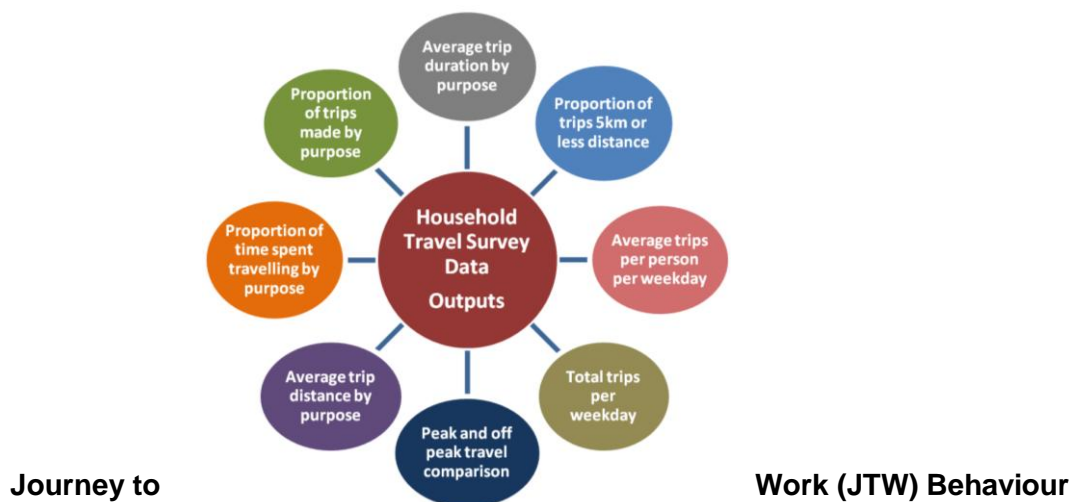 Average trip
duration by
purpose
Proportion of
trips 5km or
less distance
Average trips
per person
per weekday
Total trips
per
weekday
Peak and off
peak travel
comparison
Average trip
distance by
purpose
Proportion of
time spent
travelling by
purpose
Proportion
of trips
made by
purpose
Household
Travel Survey
Data
Outputs
Journey to Work (JTW) Behaviour